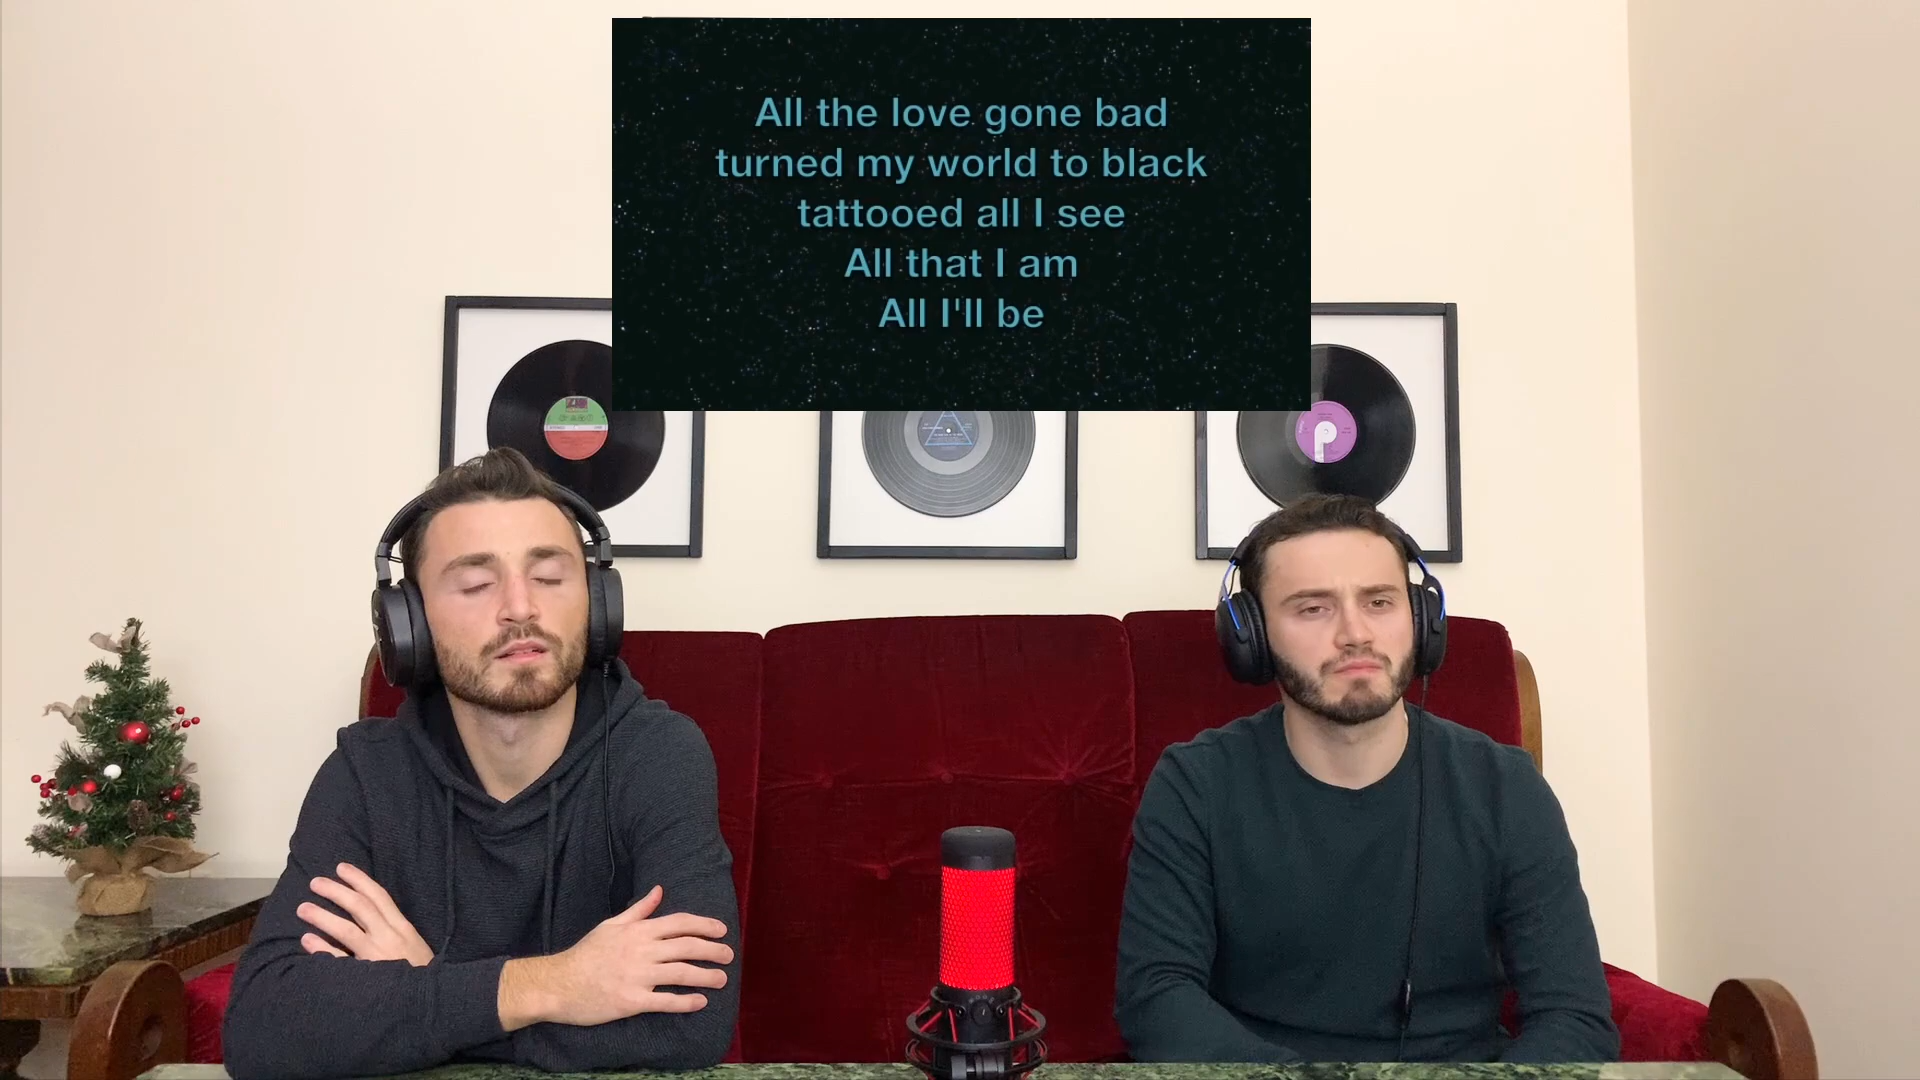 All the love gone bad
turned my world to black
tattooed all I see
All that I am
All I'll be